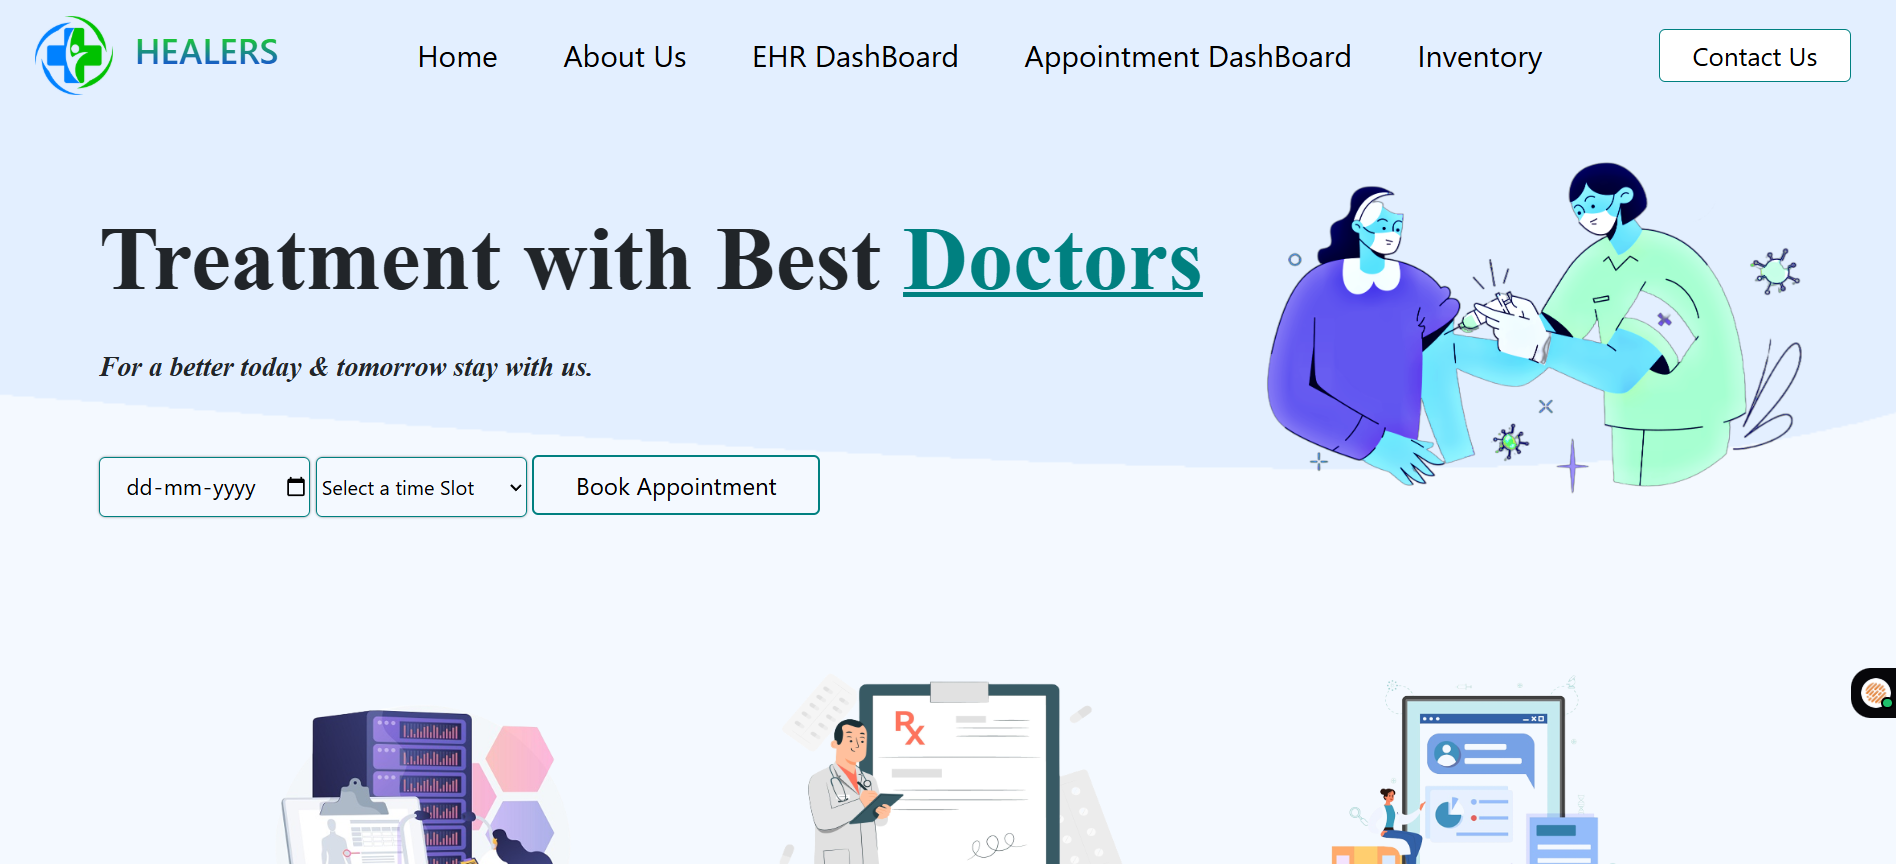 HEALERS
Home About Us EHR DashBoard Appointment DashBoard Inventory Contact Us
Treatment with Best Doctors
For a better today & tomorrow stay with us.
dd-mm-yyyy Select a time Slot Book Appointment
Rx